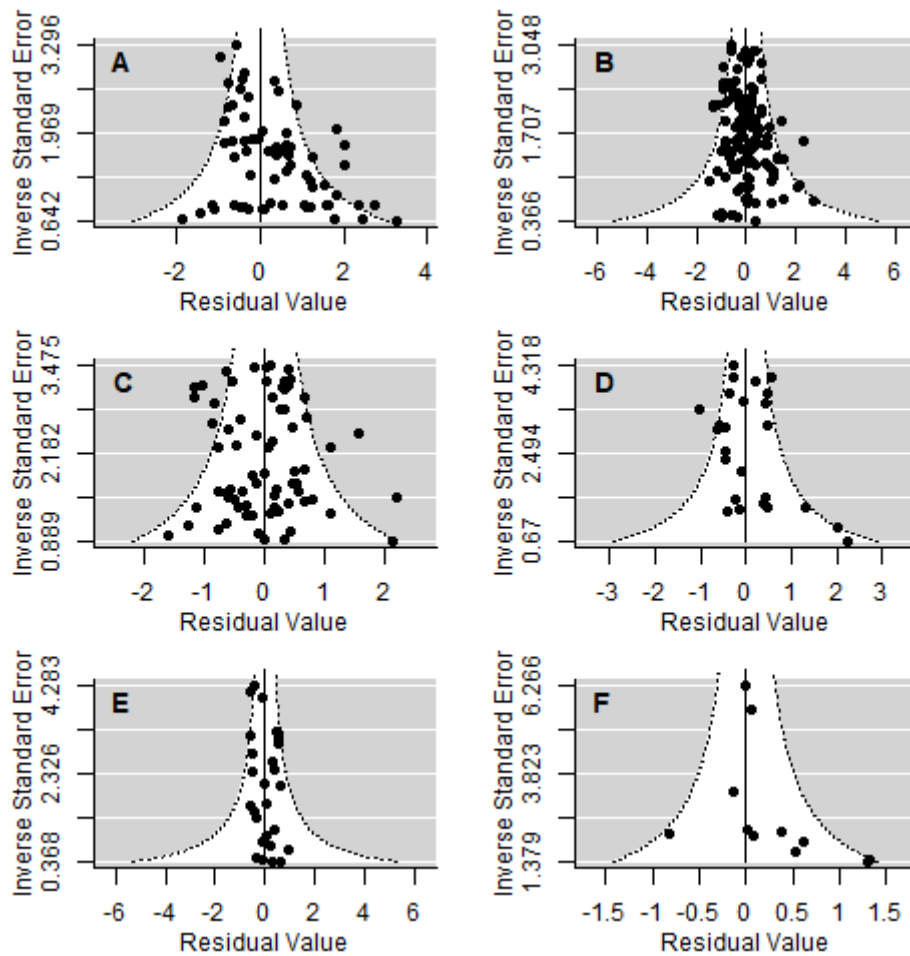 A
Inverse Standard Error
3.296
1.969
0.642
-2 0 2 4
Residual Value
B
Inverse Standard Error
3.048
1.707
0.366
-6 -4 -2 0 2 4 6
Residual Value
C
Inverse Standard Error
3.475
2.182
0.889
-2 -1 0 1 2
Residual Value
D
Inverse Standard Error
4.318
2.494
0.67
-3 -2 -1 0 1 2 3
Residual Value
E
Inverse Standard Error
4.283
2.326
0.368
-6 -4 -2 0 2 4 6
Residual Value
F
Inverse Standard Error
6.266
3.823
1.379
-1.5 -1 -0.5 0 0.5 1 1.5
Residual Value